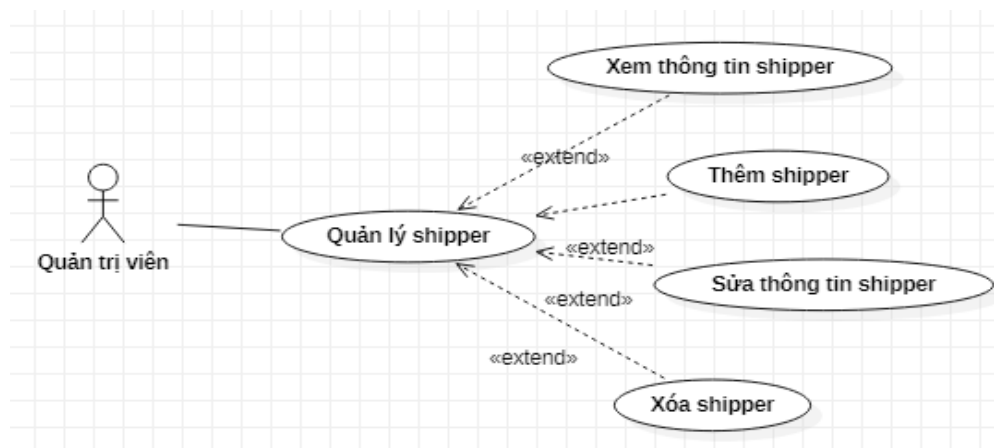 Xem thông tin shipper
«extend»
Thêm shipper
Quản lý shipper
«extend»
Quản trị viên
Sửa thông tin shipper
«extend»
«extend»
Xóa shipper